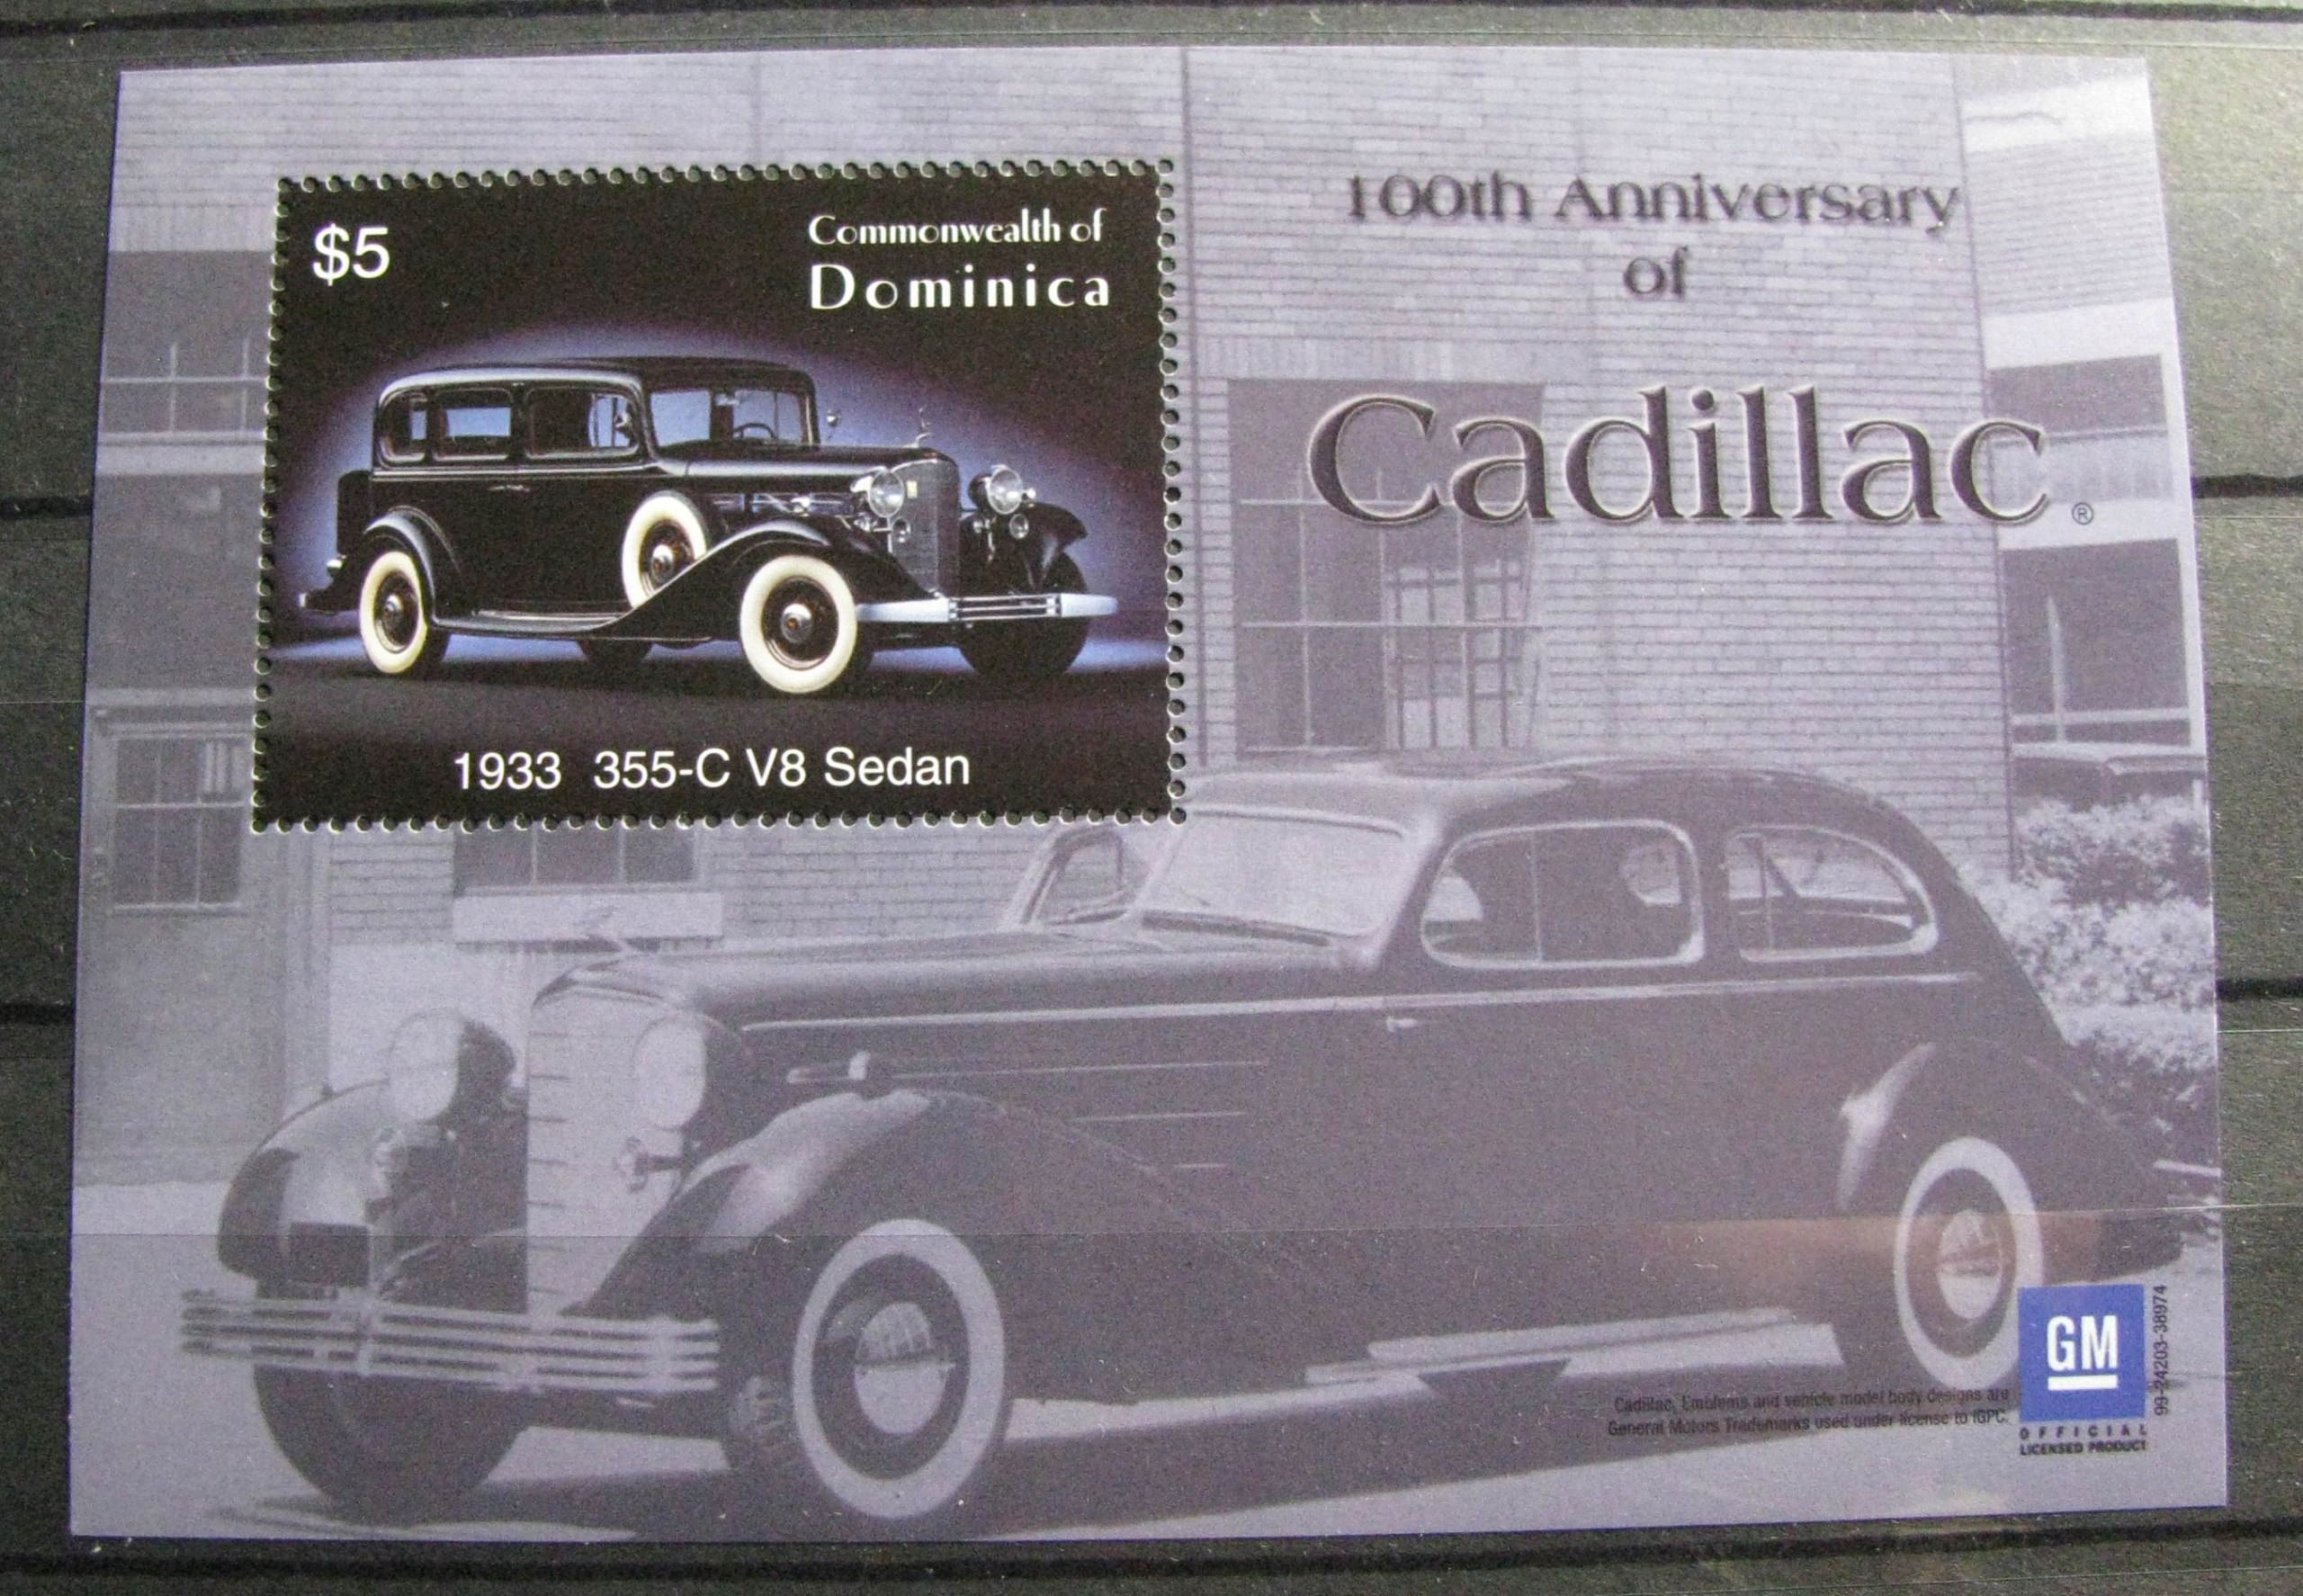 $5
Commonwealth of
Dominica
1933 355-C V8 Sedan
100th Anniversary
of
Cadillac®
Cadillac, Emblems and vehicle model body designs are
General Motors Trademarks used under license to IGPC.
GM
OFFICIAL
LICENSED PRODUCT
99-24203-38974